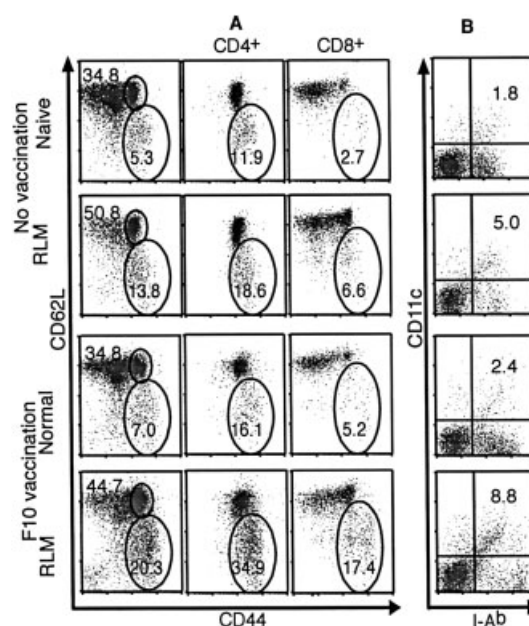 A
B
CD4+
CD8+
No vaccination
Naive
34.8
5.3
11.9
2.7
1.8
RLM
50.8
13.8
18.6
6.6
5.0
CD62L
CD11c
F10 vaccination
Normal
34.8
7.0
16.1
5.2
2.4
RLM
44.7
20.3
34.9
17.4
8.8
CD44
I-Ab